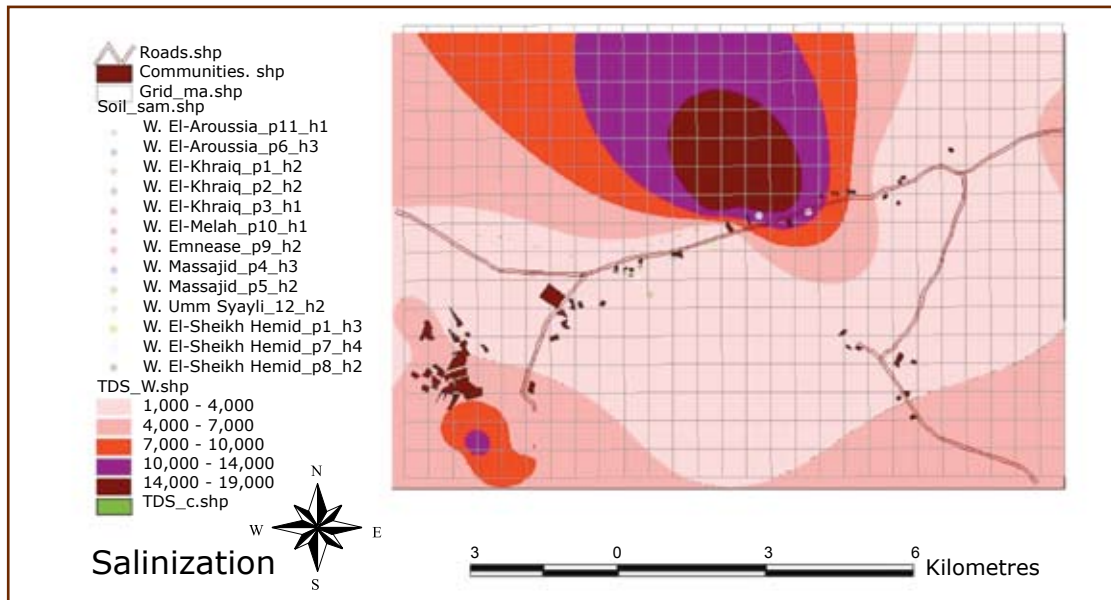 Roads.shp
Communities. shp
Grid_ma.shp
Soil_sam.shp
W. El-Aroussia_p11_h1
W. El-Aroussia_p6_h3
W. El-Khraiq_p1_h2
W. El-Khraiq_p2_h2
W. El-Khraiq_p3_h1
W. El-Melah_p10_h1
W. Emnease_p9_h2
W. Massajid_p4_h3
W. Massajid_p5_h2
W. Umm Syayli_12_h2
W. El-Sheikh Hemid_p1_h3
W. El-Sheikh Hemid_p7_h4
W. El-Sheikh Hemid_p8_h2
TDS_W.shp
1,000 - 4,000
4,000 - 7,000
7,000 - 10,000
10,000 - 14,000
14,000 - 19,000
TDS_c.shp
N
W E
S
Salinization
3 0 3 6
Kilometres